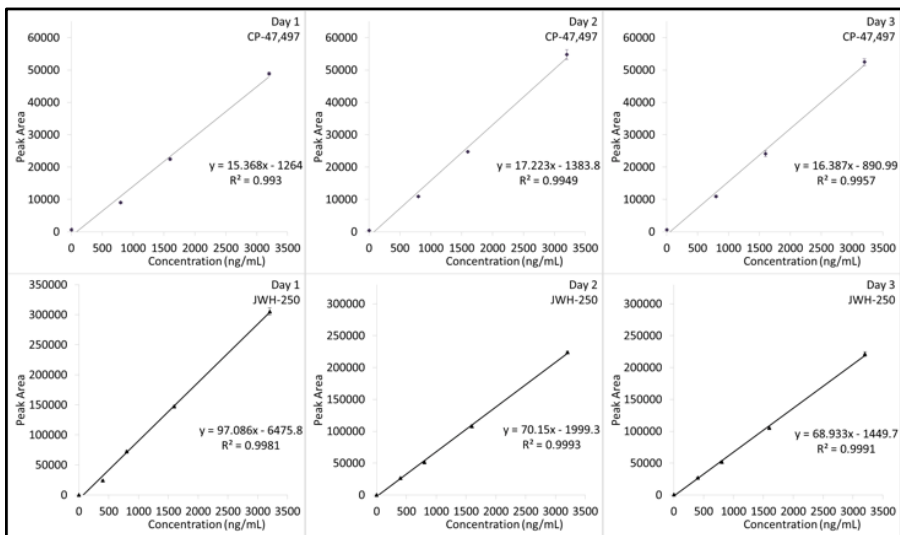 Day 1
CP-47,497
60000
50000
40000
30000
20000
10000
0
Peak Area
y = 15.368x - 1264
R² = 0.993
0 500 1000 1500 2000 2500 3000 3500
Concentration (ng/mL)
Day 2
CP-47,497
60000
50000
40000
30000
20000
10000
0
Peak Area
y = 17.223x - 1383.8
R² = 0.9949
0 500 1000 1500 2000 2500 3000 3500
Concentration (ng/mL)
Day 3
CP-47,497
60000
50000
40000
30000
20000
10000
0
Peak Area
y = 16.387x - 890.99
R² = 0.9957
0 500 1000 1500 2000 2500 3000 3500
Concentration (ng/mL)
Day 1
JWH-250
350000
300000
250000
200000
150000
100000
50000
0
Peak Area
y = 97.086x - 6475.8
R² = 0.9981
0 500 1000 1500 2000 2500 3000 3500
Concentration (ng/mL)
Day 2
JWH-250
300000
250000
200000
150000
100000
50000
0
Peak Area
y = 70.15x - 1999.3
R² = 0.9993
0 500 1000 1500 2000 2500 3000 3500
Concentration (ng/mL)
Day 3
JWH-250
300000
250000
200000
150000
100000
50000
0
Peak Area
y = 68.933x - 1449.7
R² = 0.9991
0 500 1000 1500 2000 2500 3000 3500
Concentration (ng/mL)